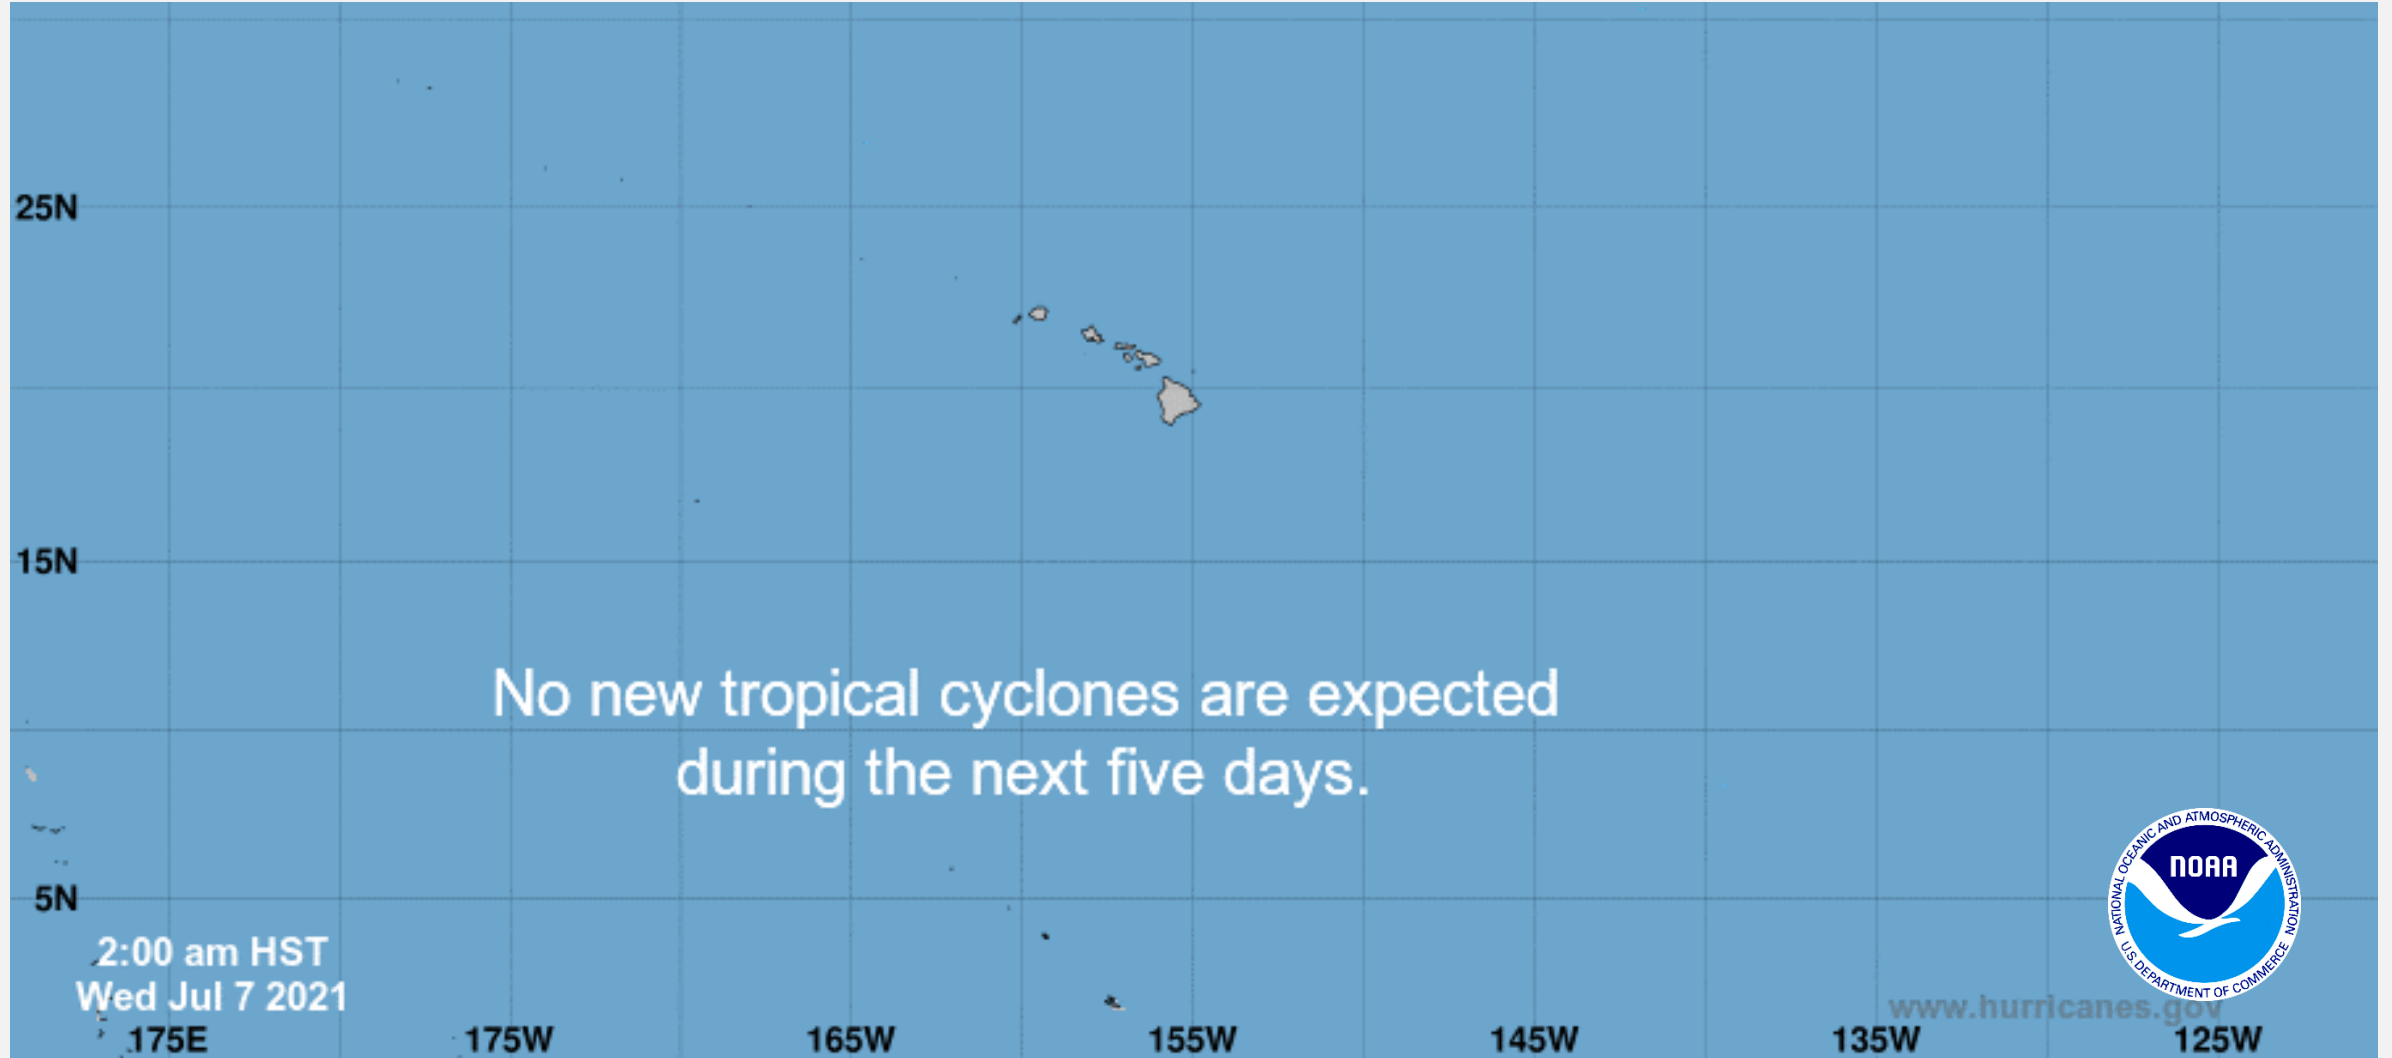 25N
15N
No new tropical cyclones are expected
during the next five days.
5N
2:00 am HST
Wed Jul 7 2021
NATIONAL OCEANIC AND ATMOSPHERIC ADMINISTRATION
NOAA
U.S. DEPARTMENT OF COMMERCE
www.hurricanes.gov
175E 175W 165W 155W 145W 135W 125W